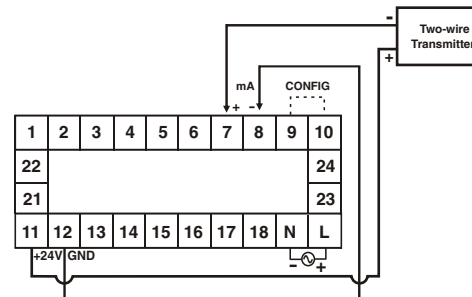 -
Two-wire
Transmitter
+
mA
CONFIG
+ -
1 2 3 4 5 6 7 8 9 10
22 24
21 23
11 12 13 14 15 16 17 18 N L
+24V GND
- +